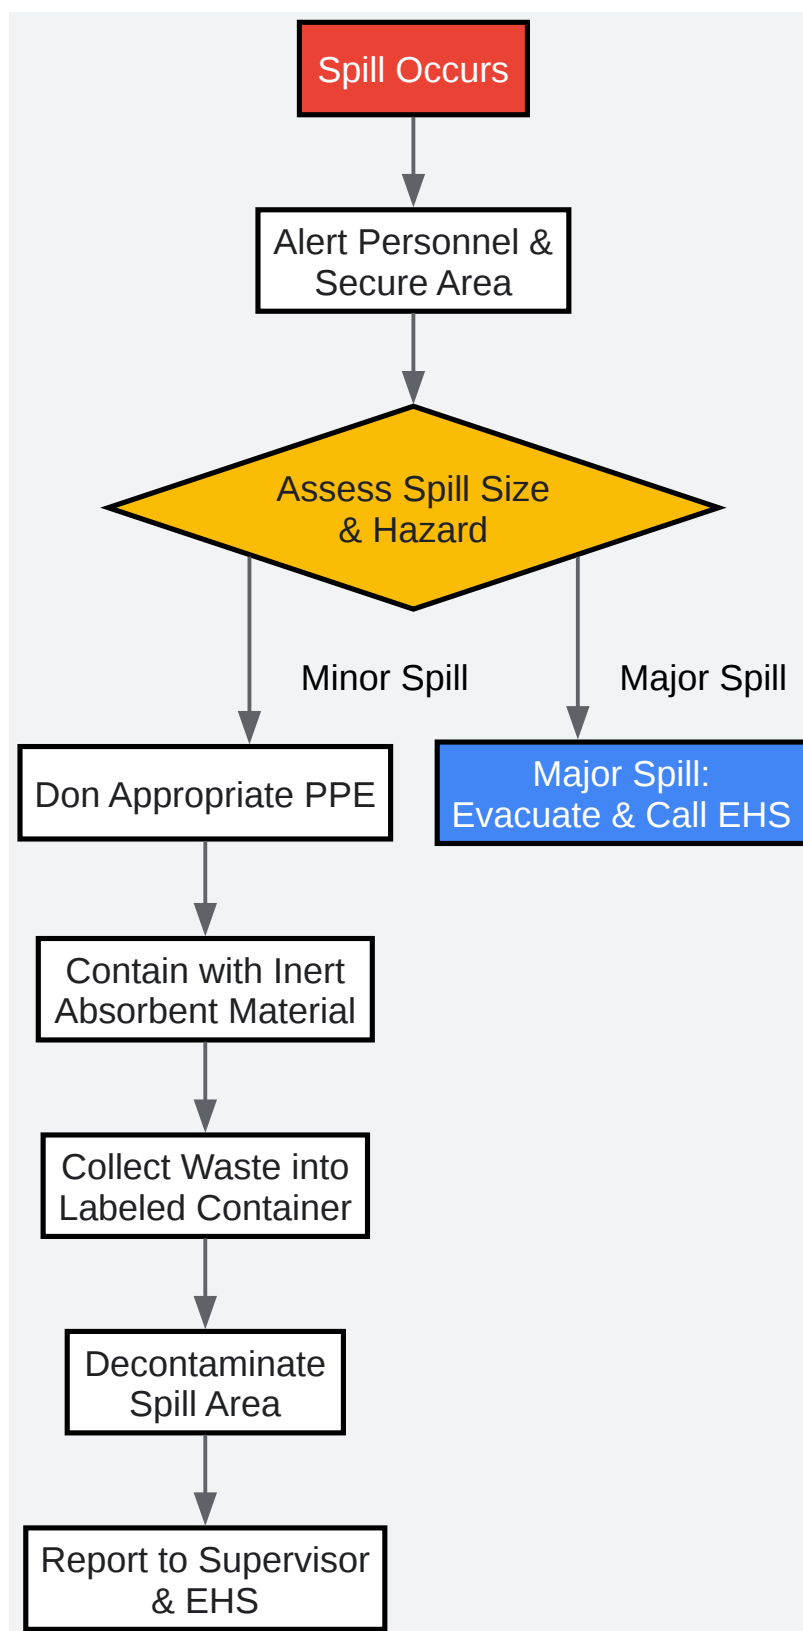 Spill Occurs
Alert Personnel &
Secure Area
Assess Spill Size
& Hazard
Minor Spill
Major Spill
Don Appropriate PPE
Major Spill:
Evacuate & Call EHS
Contain with Inert
Absorbent Material
Collect Waste into
Labeled Container
Decontaminate
Spill Area
Report to Supervisor
& EHS